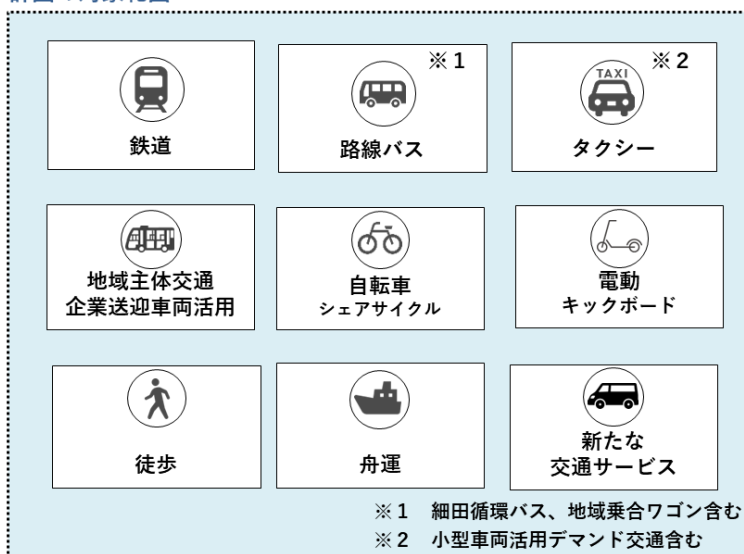 ※1
※2
TAXI
鉄道
路線バス
タクシー
地域主体交通
企業送迎車両活用
自転車
シェアサイクル
電動
キックボード
徒歩
舟運
新たな
交通サービス
※1 細田循環バス、地域乗合ワゴン含む
※2 小型車両活用デマンド交通含む